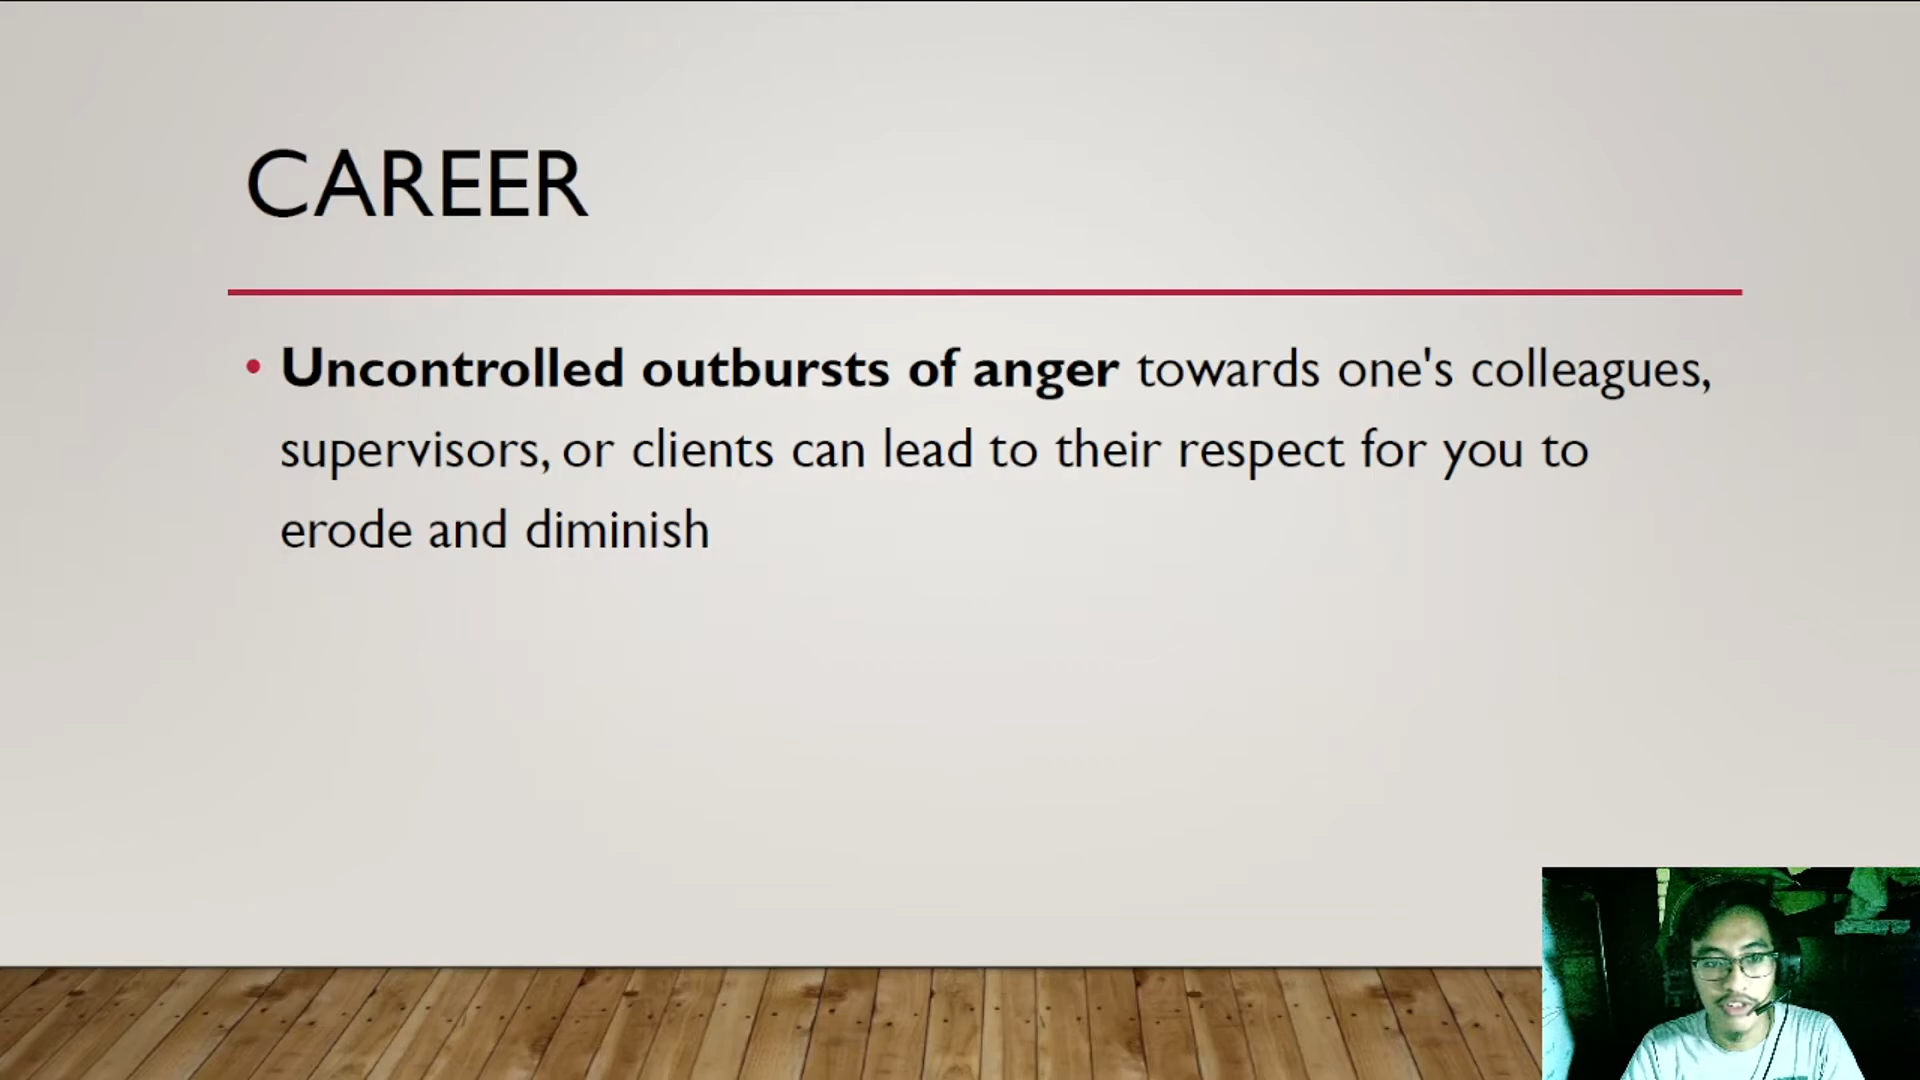 CAREER
• Uncontrolled outbursts of anger towards one's colleagues,
supervisors, or clients can lead to their respect for you to
erode and diminish